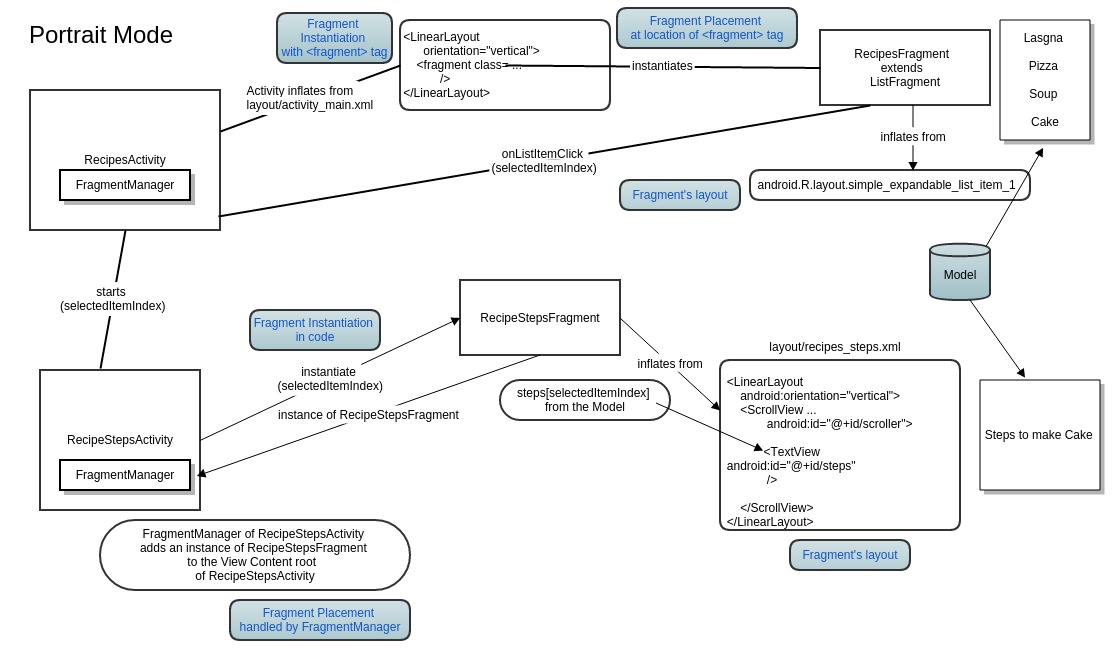 Portrait Mode
Fragment
Instantiation
with <fragment> tag
<LinearLayout
orientation="vertical">
<fragment class= ...
/>
</LinearLayout>
Fragment Placement
at location of <fragment> tag
instantiates
RecipesFragment
extends
ListFragment
Lasgna
Pizza
Soup
Cake
Activity inflates from
layout/activity_main.xml
RecipesActivity
FragmentManager
onListItemClick
(selectedItemIndex)
inflates from
Fragment's layout
android.R.layout.simple_expandable_list_item_1
Model
starts
(selectedItemIndex)
Fragment Instantiation
in code
RecipeStepsFragment
instantiate
(selectedItemIndex)
instance of RecipeStepsFragment
inflates from
steps[selectedItemIndex]
from the Model
layout/recipes_steps.xml
<LinearLayout
android:orientation="vertical">
<ScrollView ...
android:id="@+id/scroller">
<TextView
android:id="@+id/steps"
/>
</ScrollView>
</LinearLayout>
Steps to make Cake
RecipeStepsActivity
FragmentManager
FragmentManager of RecipeStepsActivity
adds an instance of RecipeStepsFragment
to the View Content root
of RecipeStepsActivity
Fragment's layout
Fragment Placement
handled by FragmentManager